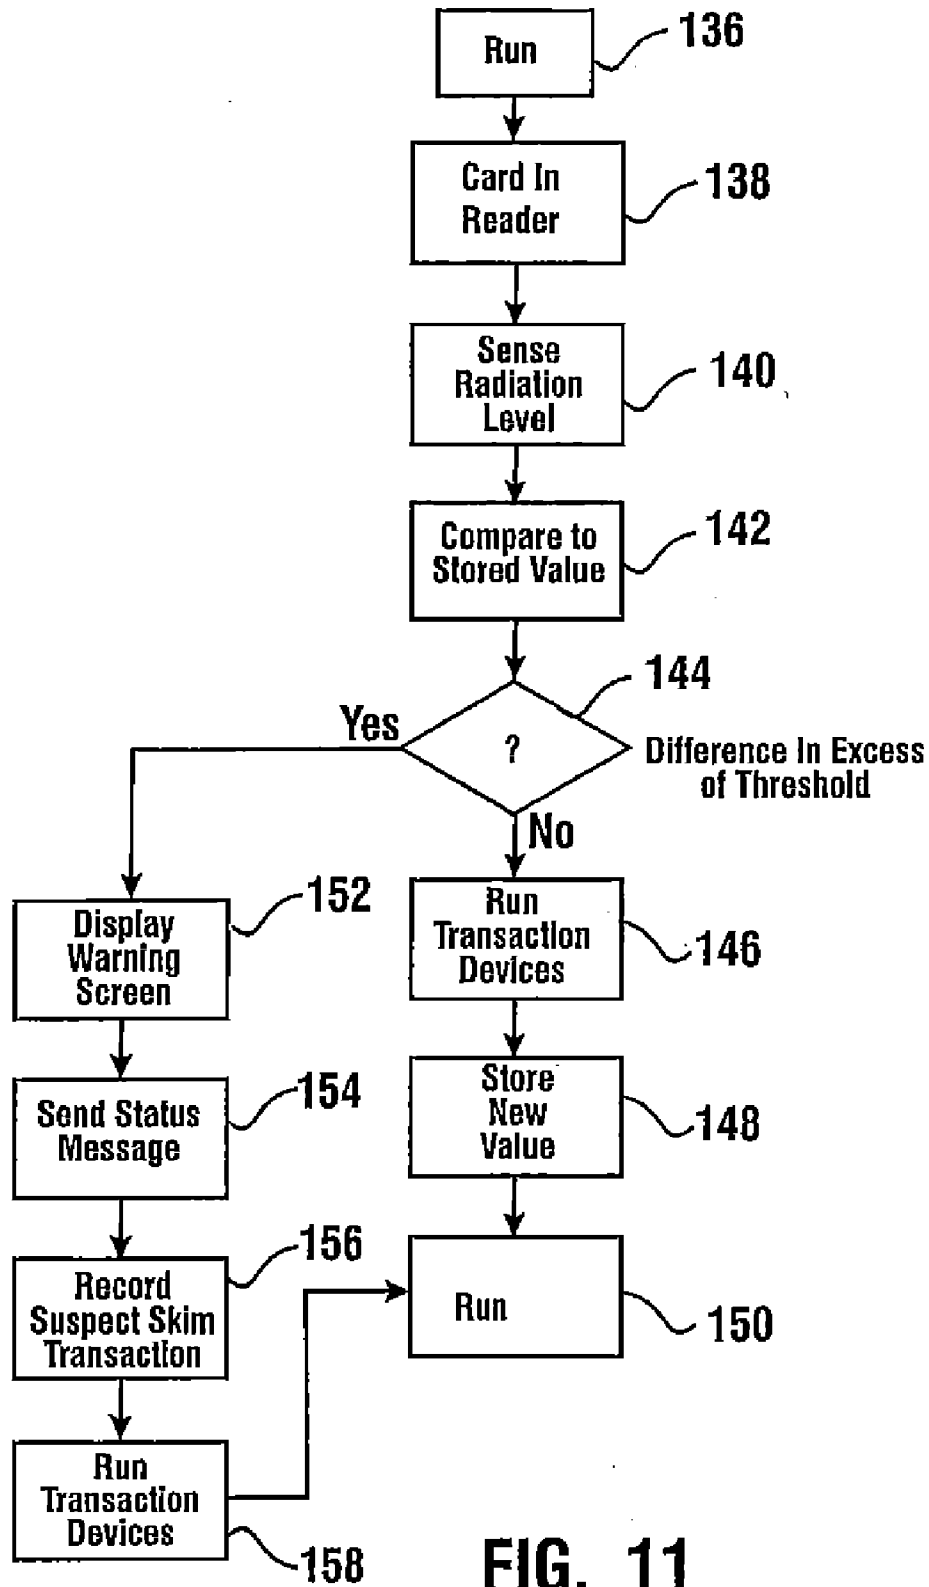 Run
136
Card In
Reader
138
Sense
Radiation
Level
140
Compare to
Stored Value
142
144
Yes
?
Difference In Excess
of Threshold
No
152
Display
Warning
Screen
Run
Transaction
Devices
146
154
Send Status
Message
Store
New
Value
148
156
Record
Suspect Skim
Transaction
Run
150
Run
Transaction
Devices
158
FIG. 11